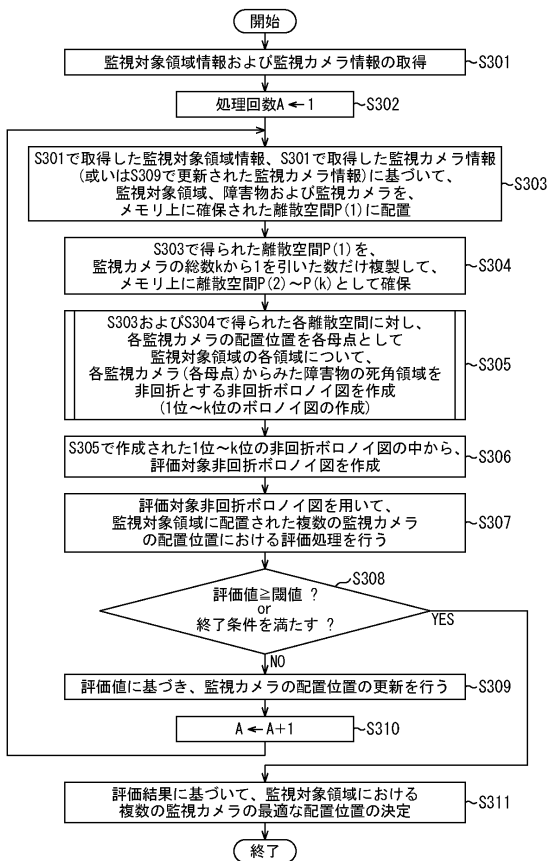 開始
監視対象領域情報および監視カメラ情報の取得
S301
処理回数A←1
S302
S301で取得した監視対象領域情報、S301で取得した監視カメラ情報
(或いはS309で更新された監視カメラ情報)に基づいて、
監視対象領域、障害物および監視カメラを、
メモリ上に確保された離散空間P(1)に配置
S303
S303で得られた離散空間P(1)を、
監視カメラの総数kから1を引いた数だけ複製して、
メモリ上に離散空間P(2)~P(k)として確保
S304
S303およびS304で得られた各離散空間に対し、
各監視カメラの配置位置を各母点として
監視対象領域の各領域について、
各監視カメラ(各母点)からみた障害物の死角領域を
非回折とする非回折ボロノイ図を作成
(1位~k位のボロノイ図の作成)
S305
S305で作成された1位~k位の非回折ボロノイ図の中から、
評価対象非回折ボロノイ図を作成
S306
評価対象非回折ボロノイ図を用いて、
監視対象領域に配置された複数の監視カメラ
の配置位置における評価処理を行う
S307
S308
評価値≧閾値 ?
or
終了条件を満たす ?
YES
NO
評価値に基づき、監視カメラの配置位置の更新を行う
S309
A←A+1
S310
評価結果に基づいて、監視対象領域における
複数の監視カメラの最適な配置位置の決定
S311
終了